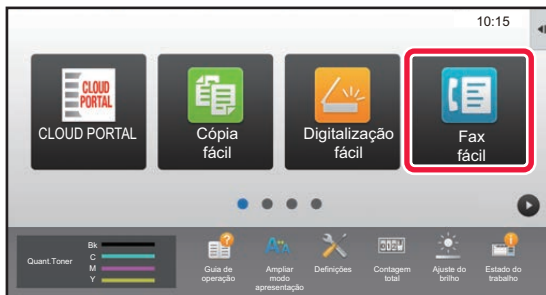 10:15
CLOUD
PORTAL
CLOUD PORTAL
Cópia
fácil
Digitalização
fácil
Fax
fácil
Quant.Toner
Bk
C
M
Y
Guia de
operação
Ampliar
modo
apresentação
Definições
Contagem
total
Ajuste do
brilho
Estado do
trabalho